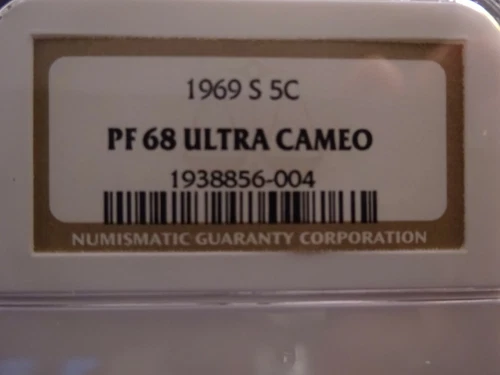 1969 S 5C
PF 68 ULTRA CAMEO
1938856-004
NUMISMATIC GUARANTY CORPORATION